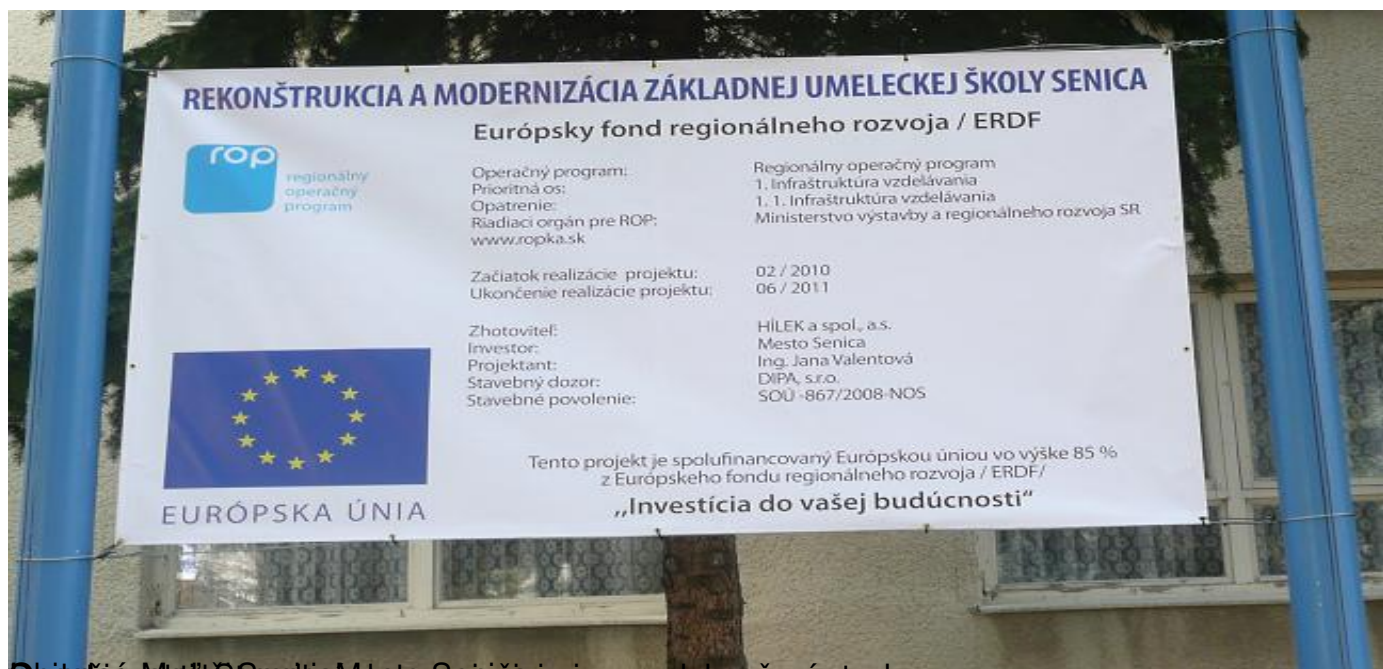 REKONŠTRUKCIA A MODERNIZÁCIA ZÁKLADNEJ UMELECKEJ ŠKOLY SENICA
Európsky fond regionálneho rozvoja / ERDF
rop
regionálny
operačný
program
Operačný program: Regionálny operačný program
Prioritná os: 1. Infraštruktúra vzdelávania
Opatrenie: 1. 1. Infraštruktúra vzdelávania
Riadiaci orgán pre ROP: Ministerstvo výstavby a regionálneho rozvoja SR
www.ropka.sk
Začiatok realizácie projektu: 02 / 2010
Ukončenie realizácie projektu: 06 / 2011
Zhotoviteľ: HÍLEK a spol., a.s.
Investor: Mesto Senica
Projektant: Ing. Jana Valentová
Stavebný dozor: DIPA, s.r.o.
Stavebné povolenie: SOÚ -867/2008-NOS
EURÓPSKA ÚNIA
Tento projekt je spolufinancovaný Európskou úniou vo výške 85 %
z Európskeho fondu regionálneho rozvoja / ERDF/
„Investícia do vašej budúcnosti“